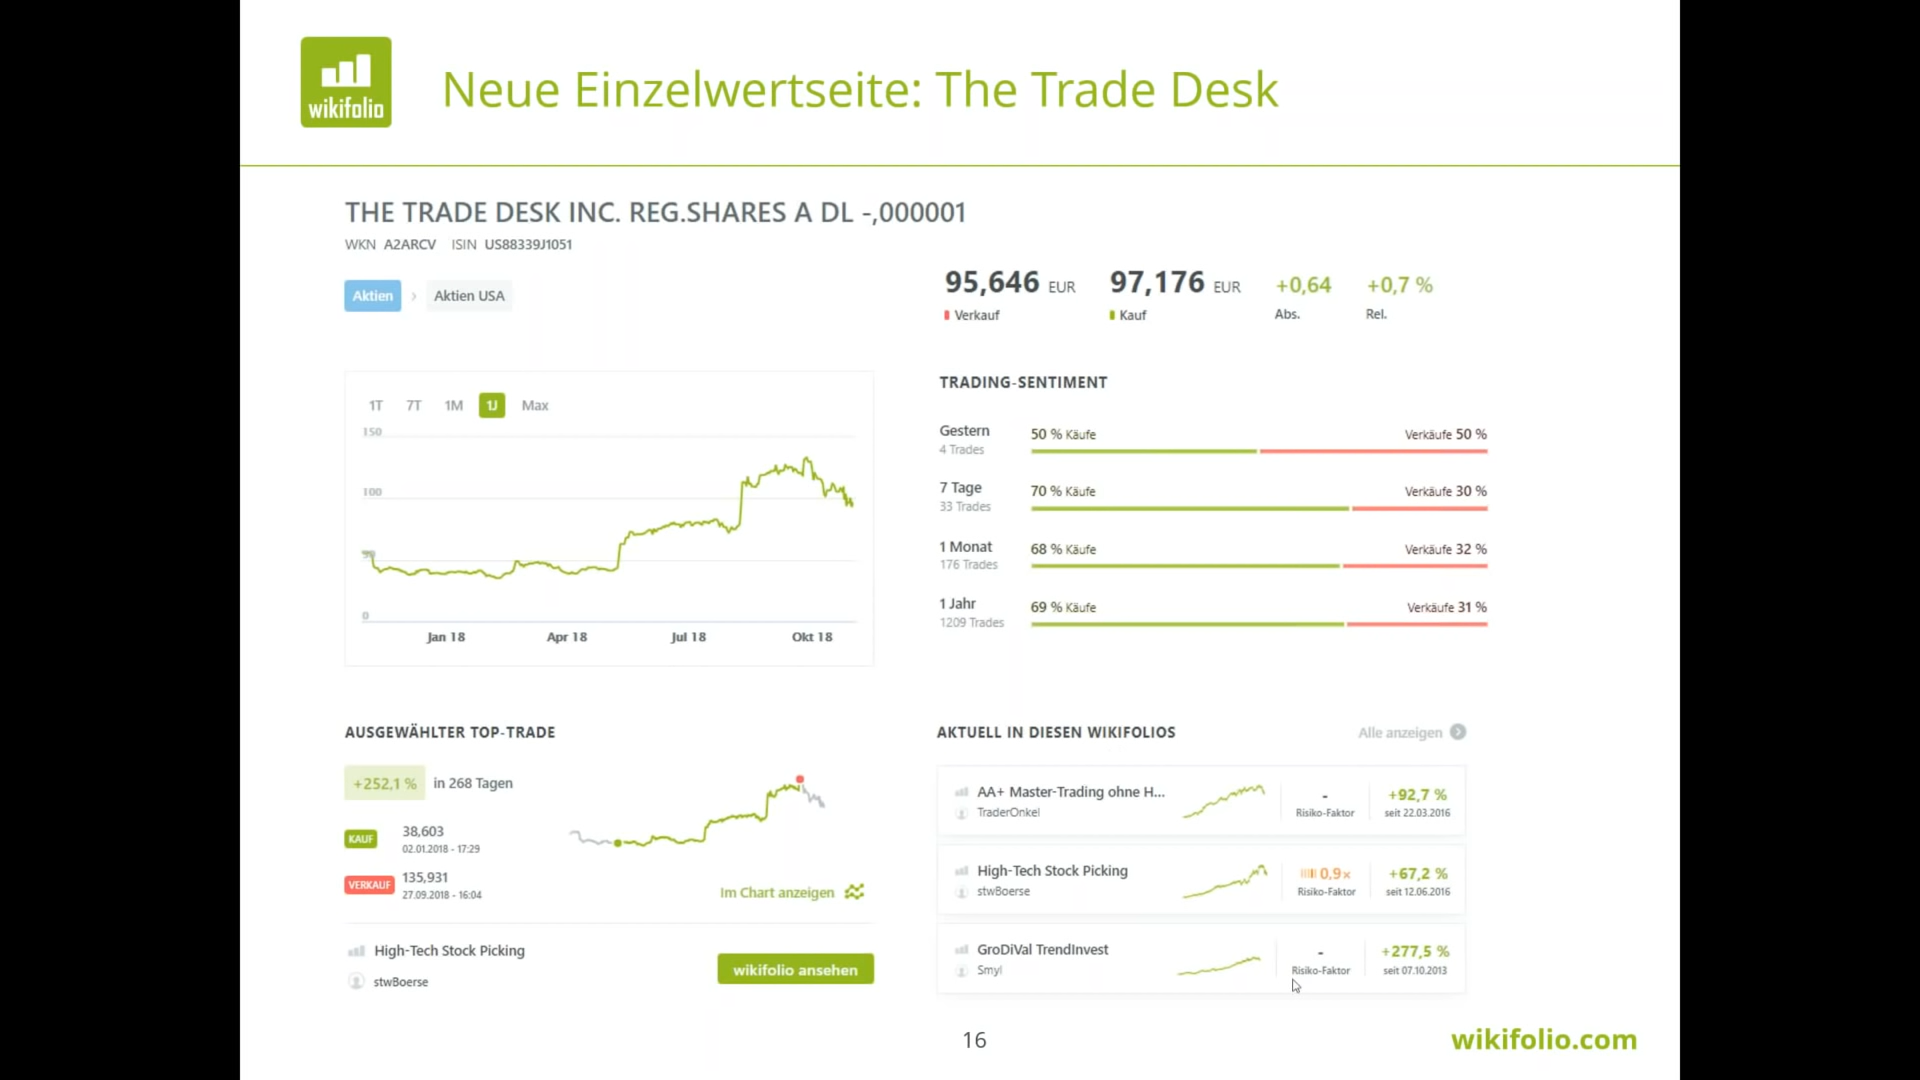 wikifolio
Neue Einzelwertseite: The Trade Desk
THE TRADE DESK INC. REG.SHARES A DL -,000001
WKN A2ARCV ISIN US88339J1051
Aktien › Aktien USA
95,646 EUR 97,176 EUR +0,64 +0,7 %
Verkauf Kauf Abs. Rel.
1T 7T 1M 1J Max
150
100
50
0
Jan 18 Apr 18 Jul 18 Okt 18
TRADING-SENTIMENT
Gestern 50 % Käufe Verkäufe 50 %
4 Trades
7 Tage 70 % Käufe Verkäufe 30 %
33 Trades
1 Monat 68 % Käufe Verkäufe 32 %
176 Trades
1 Jahr 69 % Käufe Verkäufe 31 %
1209 Trades
AUSGEWÄHLTER TOP-TRADE
+252,1 % in 268 Tagen
KAUF 38,603
02.01.2018 - 17:29
VERKAUF 135,931
27.09.2018 - 16:04
Im Chart anzeigen
High-Tech Stock Picking
stwBoerse
wikifolio ansehen
AKTUELL IN DIESEN WIKIFOLIOS Alle anzeigen
AA+ Master-Trading ohne H... - +92,7 %
TraderOnkel Risiko-Faktor seit 22.03.2016
High-Tech Stock Picking 0,9x +67,2 %
stwBoerse Risiko-Faktor seit 12.06.2016
GroDiVal TrendInvest - +277,5 %
Smyl Risiko-Faktor seit 07.10.2013
16
wikifolio.com